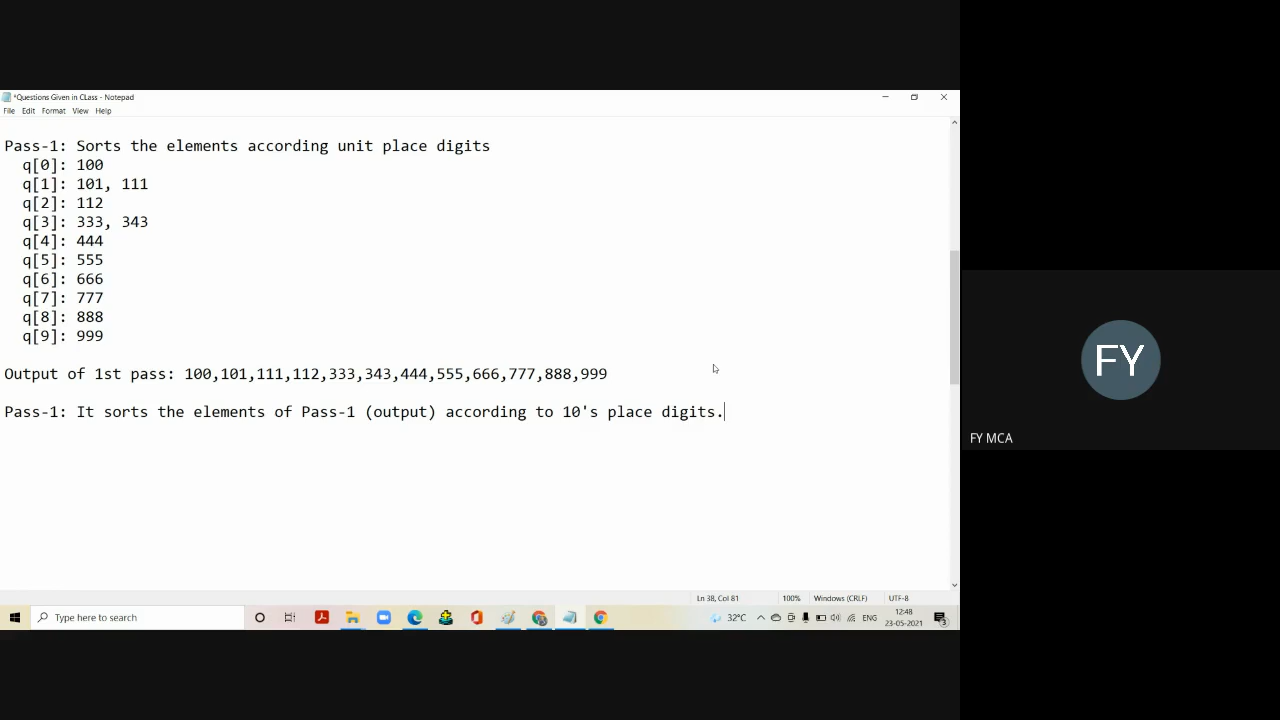 *Questions Given in CLass - Notepad
File Edit Format View Help
Pass-1: Sorts the elements according unit place digits
q[0]: 100
q[1]: 101, 111
q[2]: 112
q[3]: 333, 343
q[4]: 444
q[5]: 555
q[6]: 666
q[7]: 777
q[8]: 888
q[9]: 999
Output of 1st pass: 100,101,111,112,333,343,444,555,666,777,888,999
Pass-1: It sorts the elements of Pass-1 (output) according to 10's place digits.
FY
FY MCA
Ln 38, Col 81 100% Windows (CRLF) UTF-8
Type here to search
32°C ENG
12:48
23-05-2021
3